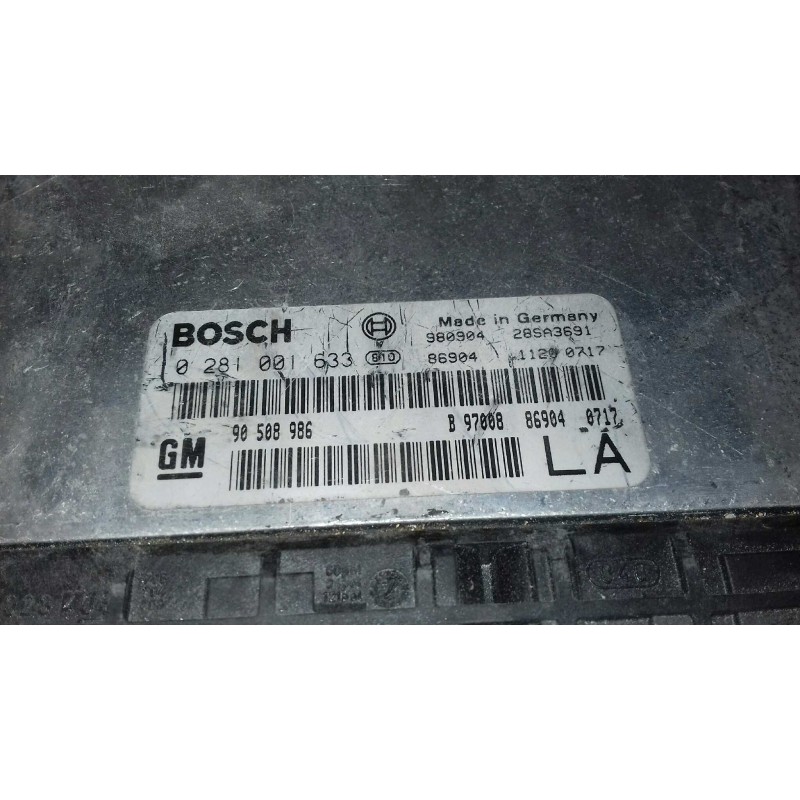 BOSCH
Made in Germany
980904 28SA3691
0 281 001 633 S10 86904 1120 0717
GM
90 508 986 B 97008 86904 0717
LA